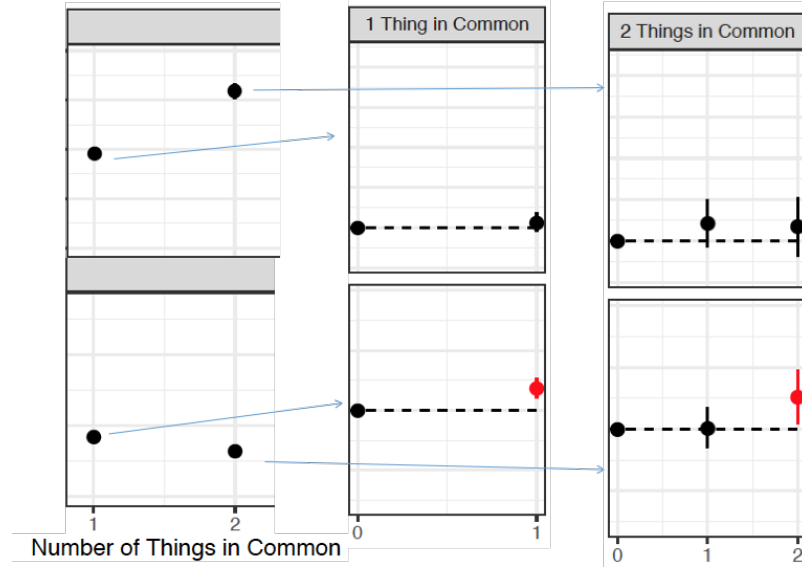 1 Thing in Common
2 Things in Common
1 2
0 1
0 1 2
Number of Things in Common